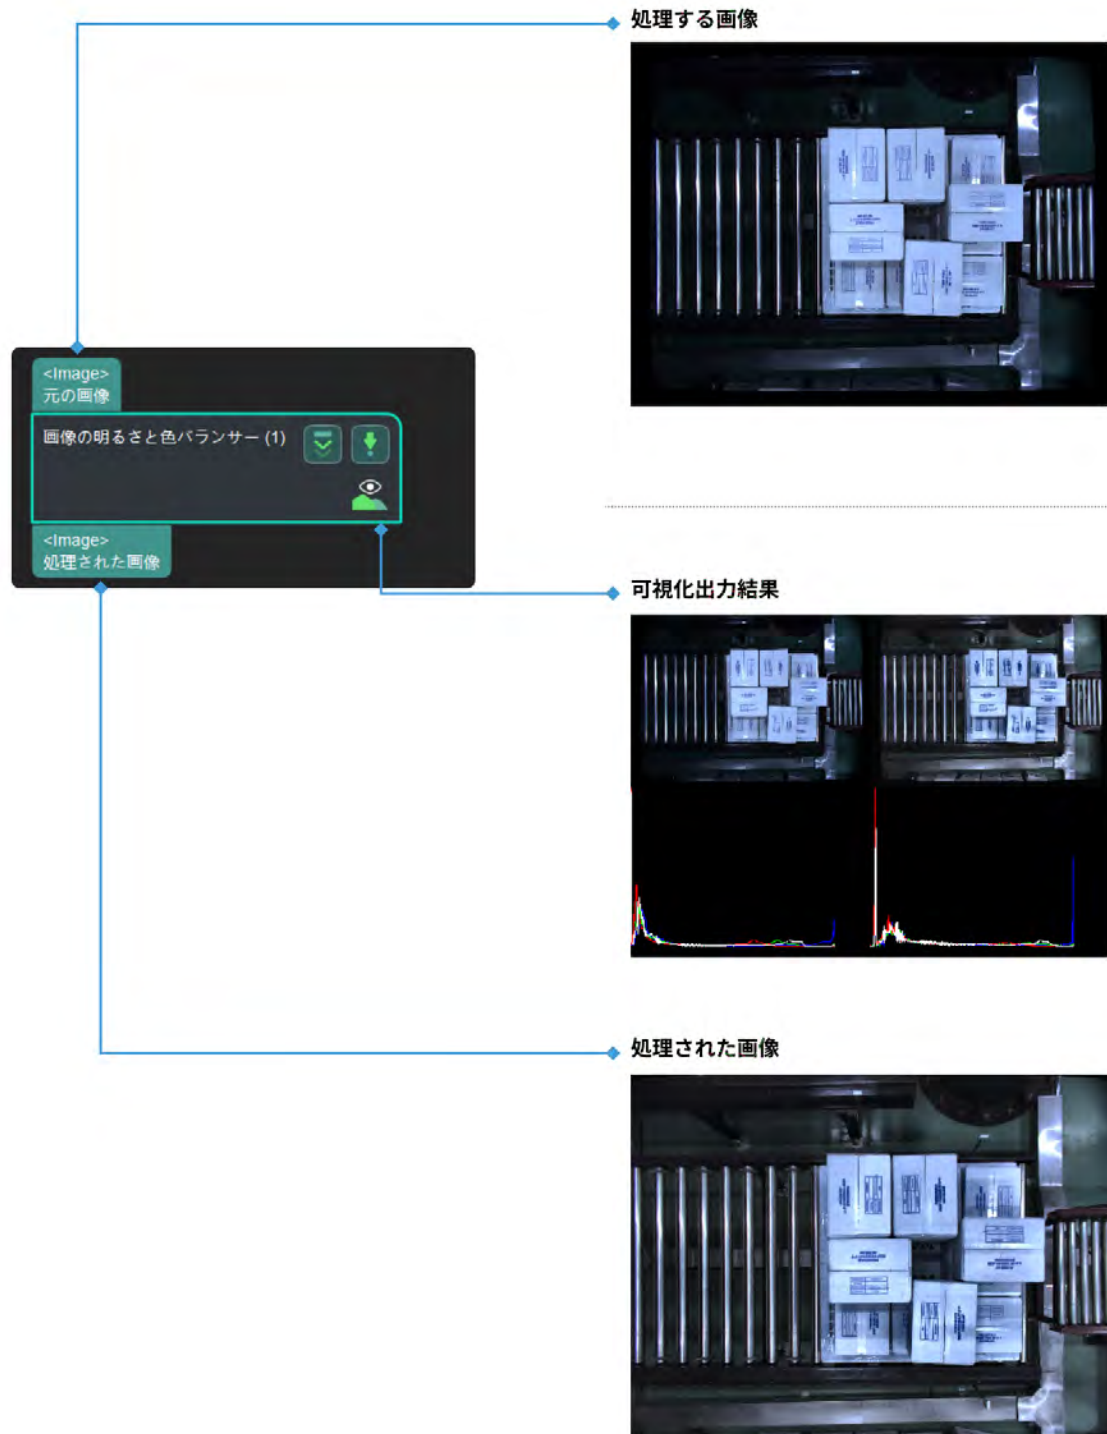 処理する画像
<Image>
元の画像
画像の明るさと色バランサー (1)
<Image>
処理された画像
可視化出力結果
処理された画像